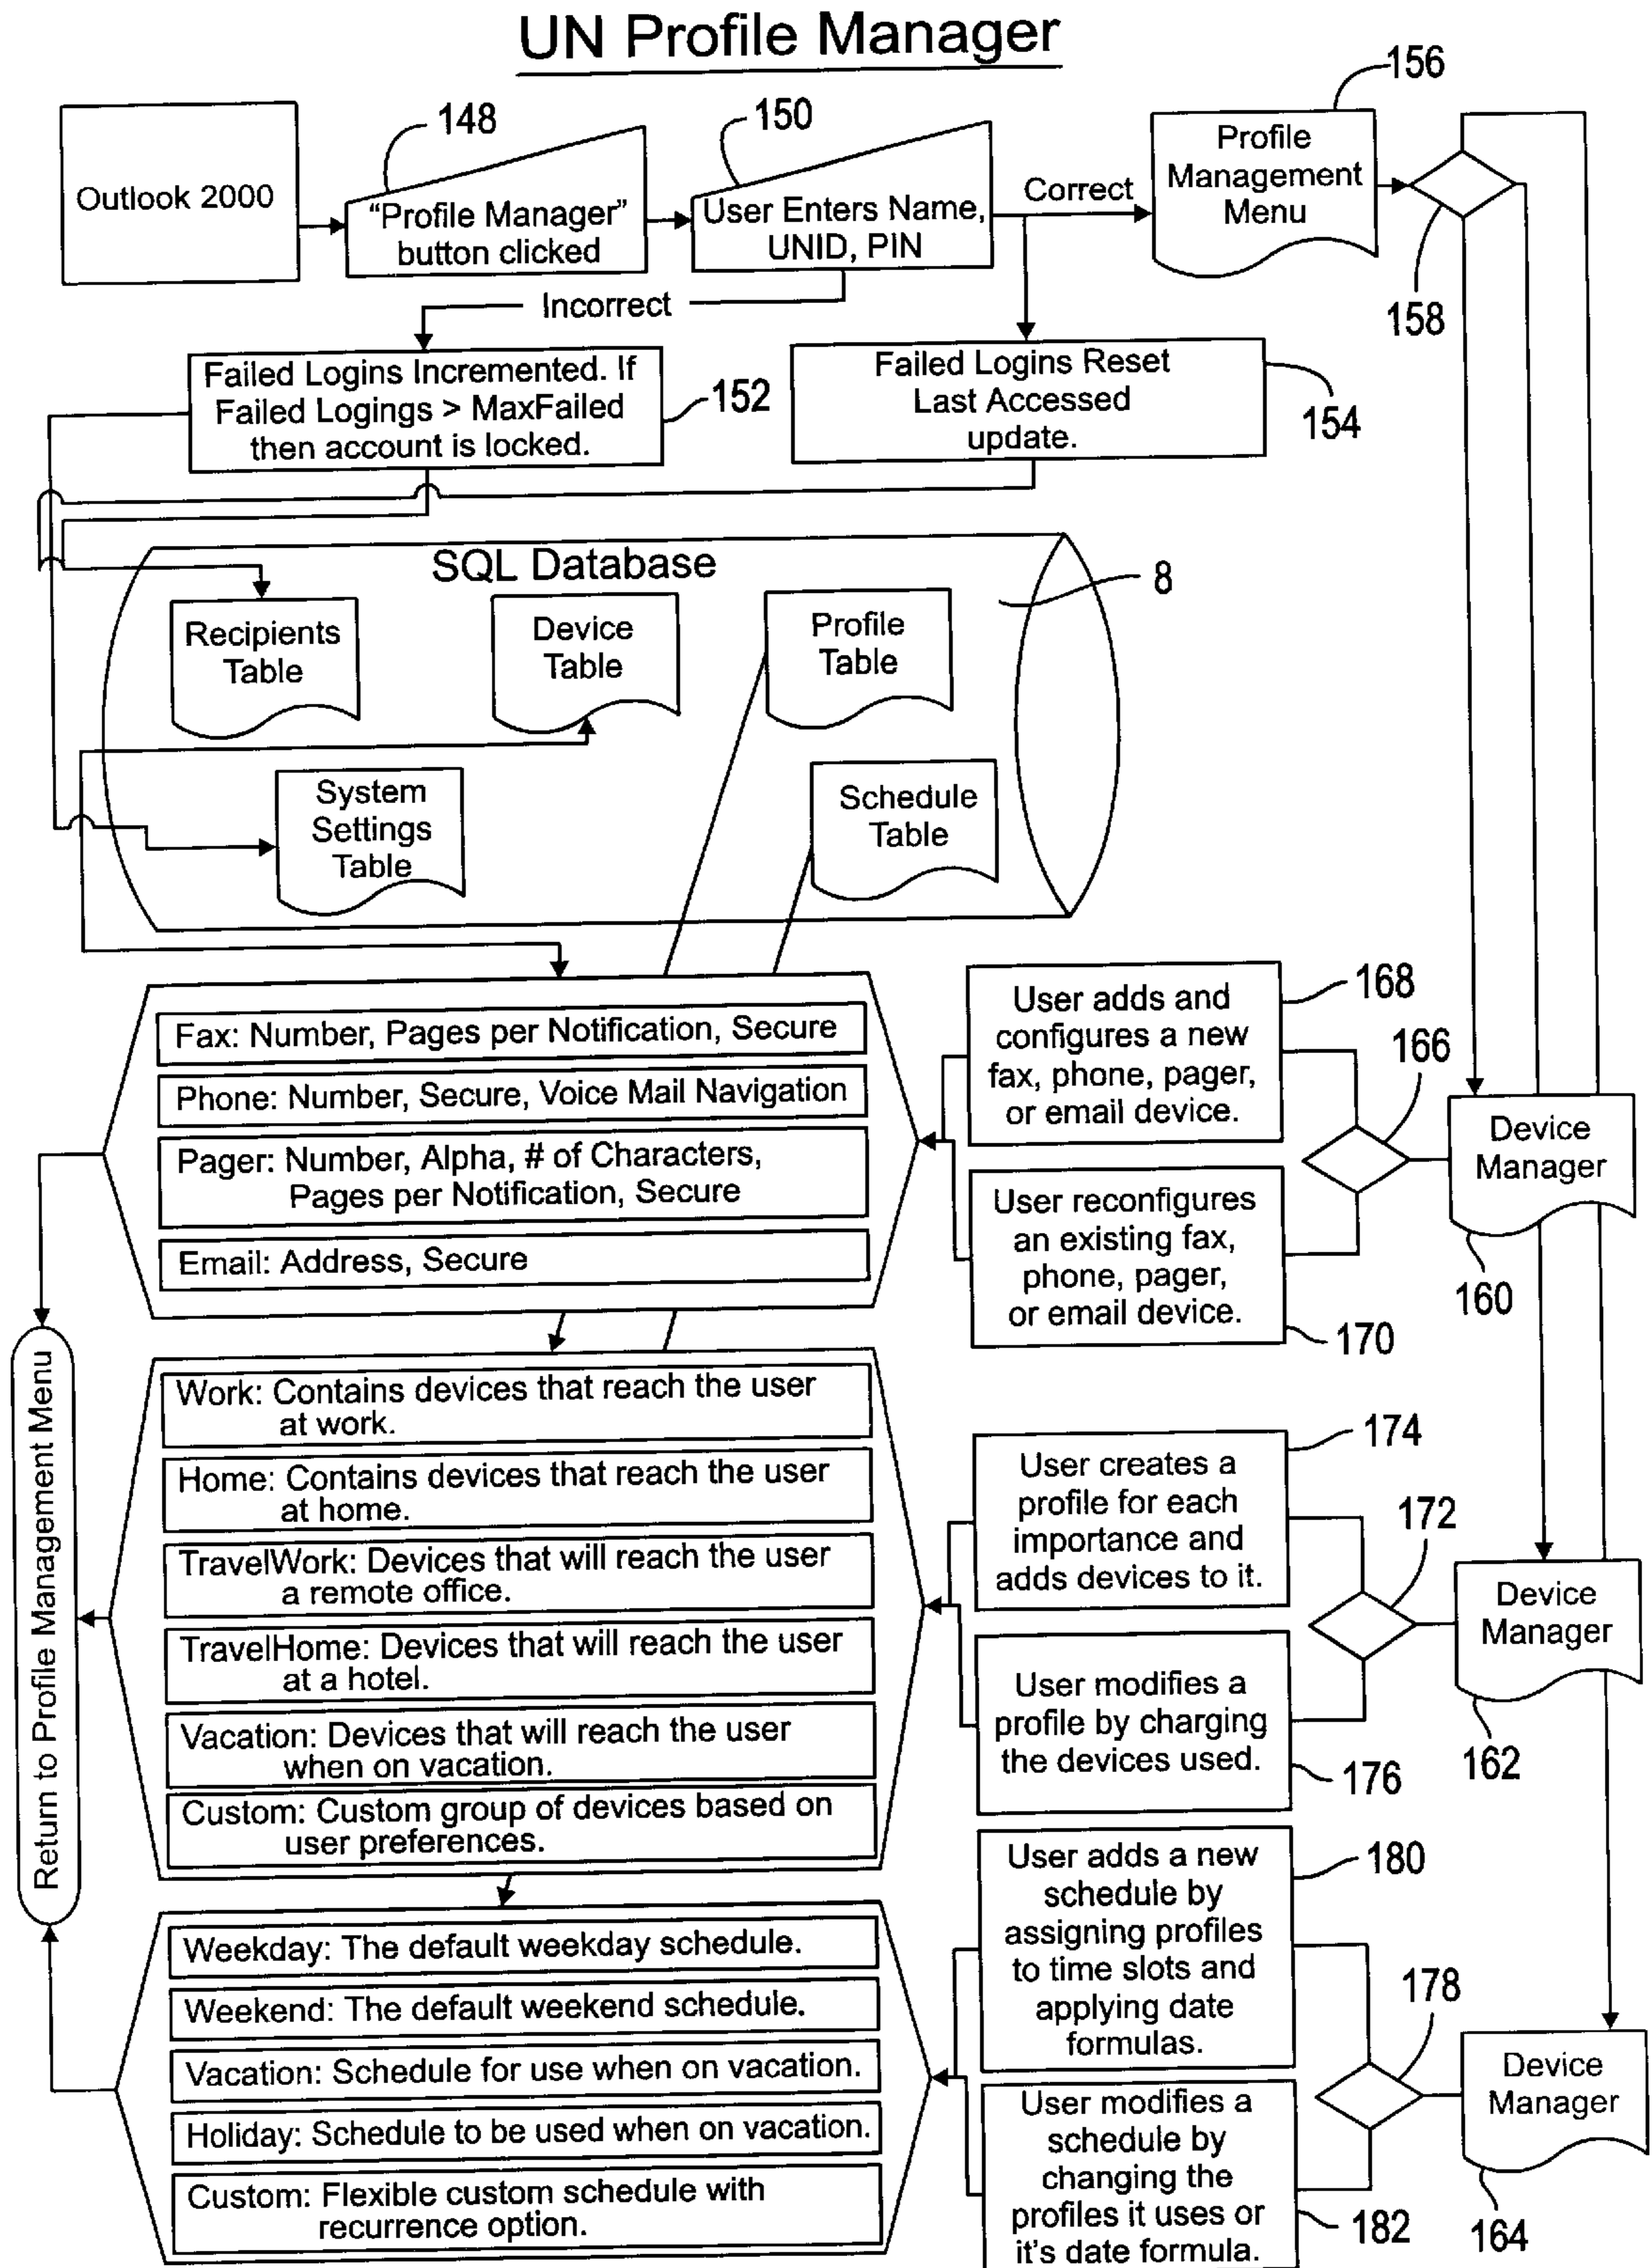 UN Profile Manager
156
148
150
Outlook 2000
“Profile Manager”
button clicked
User Enters Name,
UNID, PIN
Correct
Profile
Management
Menu
158
Incorrect
Failed Logins Incremented. If
Failed Logings > MaxFailed
then account is locked.
152
Failed Logins Reset
Last Accessed
update.
154
SQL Database
8
Recipients
Table
Device
Table
Profile
Table
System
Settings
Table
Schedule
Table
Fax: Number, Pages per Notification, Secure
Phone: Number, Secure, Voice Mail Navigation
Pager: Number, Alpha, # of Characters,
Pages per Notification, Secure
Email: Address, Secure
User adds and
configures a new
fax, phone, pager,
or email device.
168
166
Device
Manager
160
User reconfigures
an existing fax,
phone, pager,
or email device.
170
Return to Profile Management Menu
Work: Contains devices that reach the user
at work.
Home: Contains devices that reach the user
at home.
TravelWork: Devices that will reach the user
a remote office.
TravelHome: Devices that will reach the user
at a hotel.
Vacation: Devices that will reach the user
when on vacation.
Custom: Custom group of devices based on
user preferences.
User creates a
profile for each
importance and
adds devices to it.
174
172
Device
Manager
162
User modifies a
profile by charging
the devices used.
176
Weekday: The default weekday schedule.
Weekend: The default weekend schedule.
Vacation: Schedule for use when on vacation.
Holiday: Schedule to be used when on vacation.
Custom: Flexible custom schedule with
recurrence option.
User adds a new
schedule by
assigning profiles
to time slots and
applying date
formulas.
180
178
Device
Manager
164
User modifies a
schedule by
changing the
profiles it uses or
it's date formula.
182